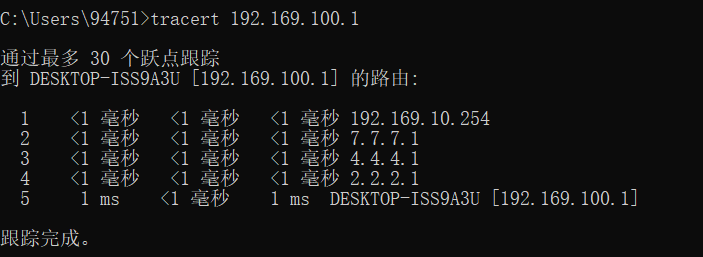 C:\Users\94751>tracert 192.169.100.1
通过最多 30 个跃点跟踪
到 DESKTOP-ISS9A3U [192.169.100.1] 的路由:
1 <1 毫秒 <1 毫秒 <1 毫秒 192.169.10.254
2 <1 毫秒 <1 毫秒 <1 毫秒 7.7.7.1
3 <1 毫秒 <1 毫秒 <1 毫秒 4.4.4.1
4 <1 毫秒 <1 毫秒 <1 毫秒 2.2.2.1
5 1 ms <1 毫秒 1 ms DESKTOP-ISS9A3U [192.169.100.1]
跟踪完成。